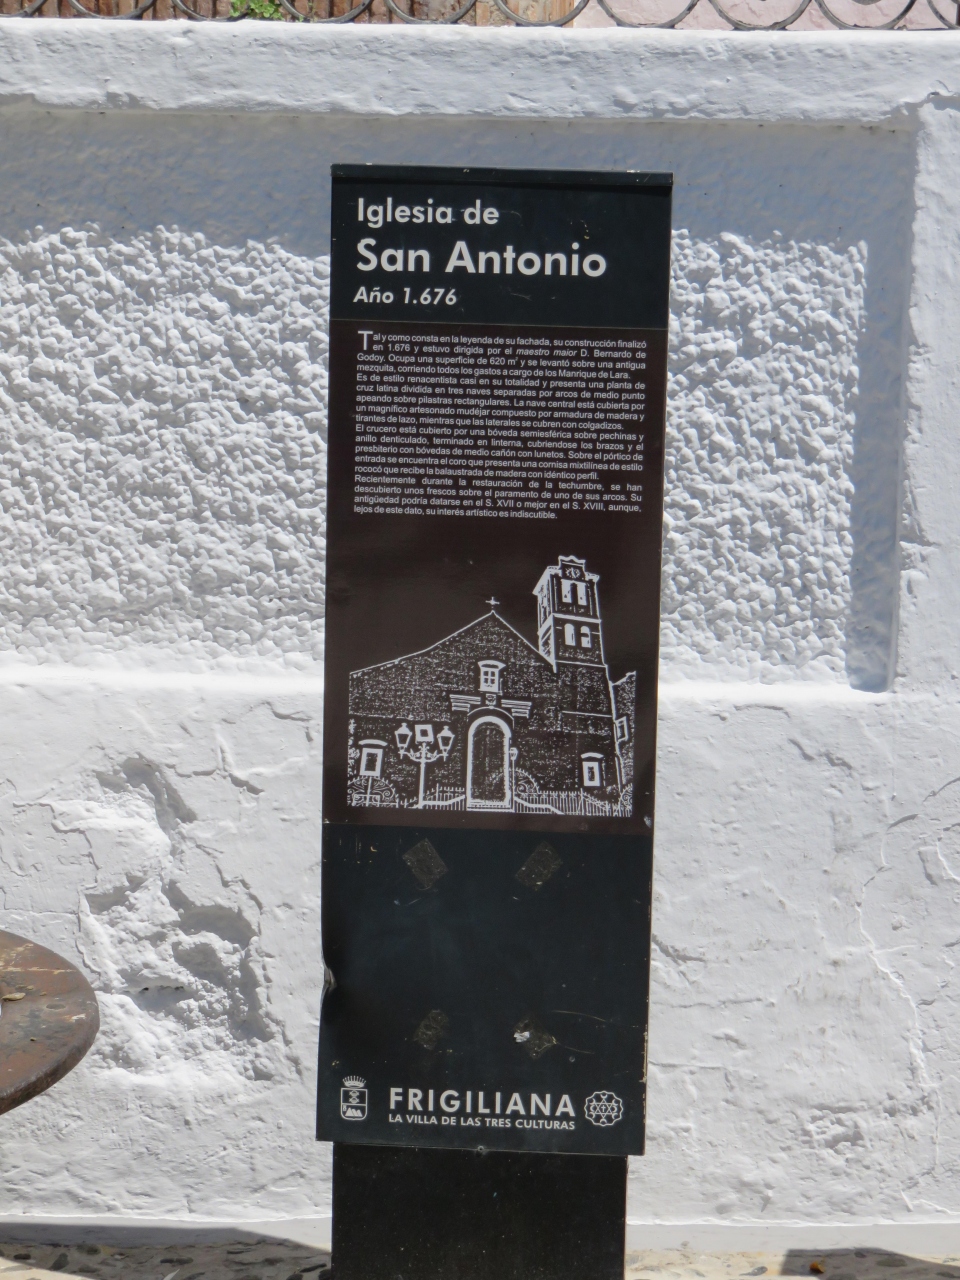 Iglesia de
San Antonio
Año 1.676
Tal y como consta en la leyenda de su fachada, su construcción finalizó
en 1.676 y estuvo dirigida por el maestro maior D. Bernardo de
Godoy. Ocupa una superficie de 620 m² y se levantó sobre una antigua
mezquita, corriendo todos los gastos a cargo de los Manrique de Lara.
Es de estilo renacentista casi en su totalidad y presenta una planta de
cruz latina dividida en tres naves separadas por arcos de medio punto
apeando sobre pilastras rectangulares. La nave central está cubierta por
un magnífico artesonado mudéjar compuesto por armadura de madera y
tirantes de lazo, mientras que las laterales se cubren con colgadizos.
El crucero está cubierto por una bóveda semiesférica sobre pechinas y
anillo denticulado, terminado en linterna, cubriendose los brazos y el
presbiterio con bóvedas de medio cañón con lunetos. Sobre el pórtico de
entrada se encuentra el coro que presenta una cornisa mixtilínea de estilo
rococó que recibe la balaustrada de madera con idéntico perfil.
Recientemente durante la restauración de la techumbre, se han
descubierto unos frescos sobre el paramento de uno de sus arcos. Su
antigüedad podría datarse en el S. XVII o mejor en el S. XVIII, aunque,
lejos de este dato, su interés artístico es indiscutible.
FRIGILIANA
LA VILLA DE LAS TRES CULTURAS